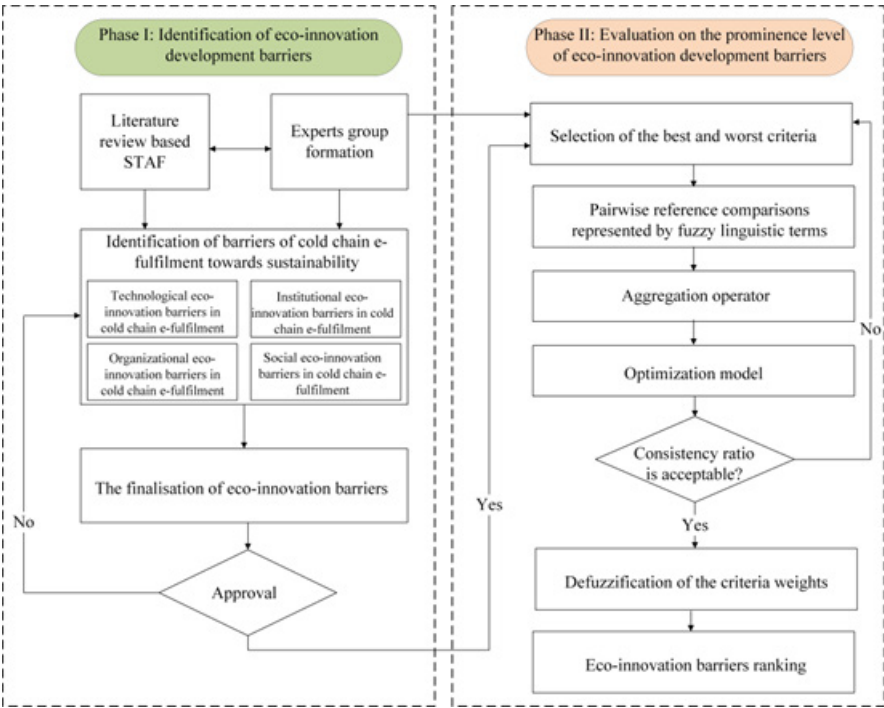 Phase I: Identification of eco-innovation
development barriers
Literature
review based
STAF
Experts group
formation
Identification of barriers of cold chain e-
fulfilment towards sustainability
Technological eco-
innovation barriers in
cold chain e-fulfilment
Institutional eco-
innovation barriers in cold
chain e-fulfilment
Organizational eco-
innovation barriers in
cold chain e-fulfilment
Social eco-innovation
barriers in cold chain e-
fulfilment
The finalisation of eco-innovation barriers
No
Approval
Yes
Phase II: Evaluation on the prominence level
of eco-innovation development barriers
Selection of the best and worst criteria
Pairwise reference comparisons
represented by fuzzy linguistic terms
Aggregation operator
No
Optimization model
Consistency ratio
is acceptable?
Yes
Defuzzification of the criteria weights
Eco-innovation barriers ranking